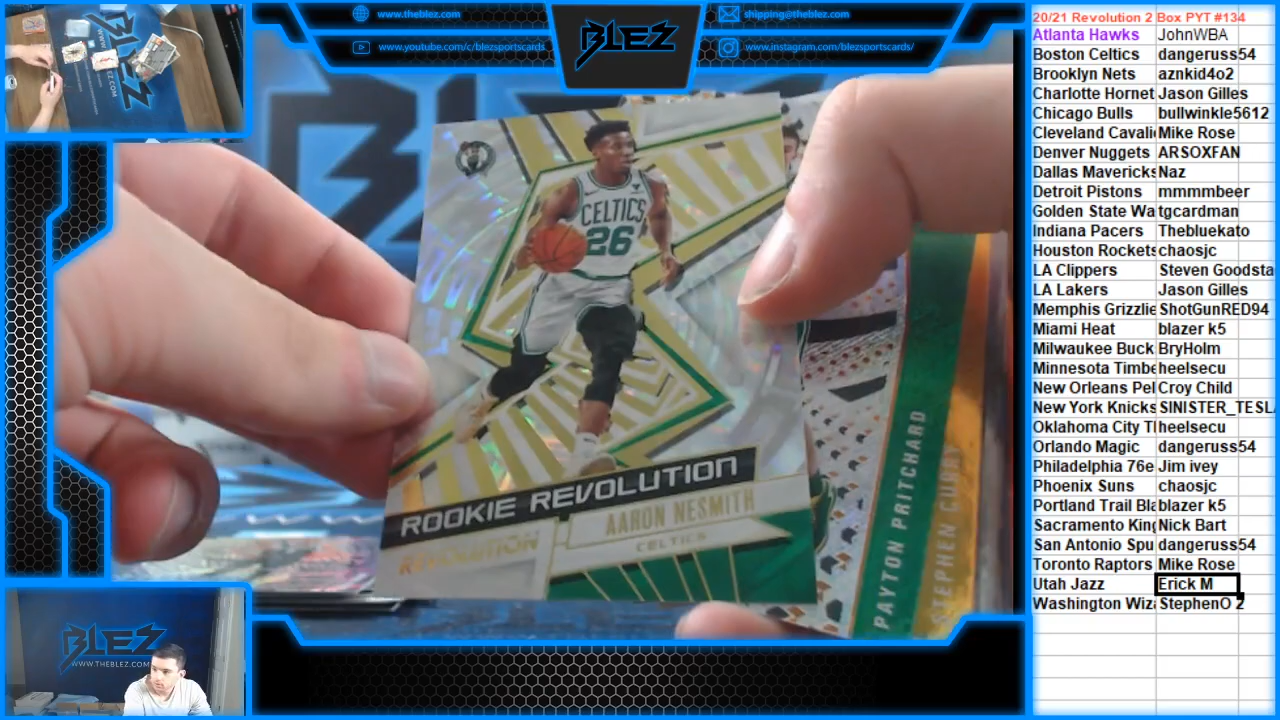 www.theblez.com
shipping@theblez.com
www.youtube.com/c/blezsportscards
www.instagram.com/blezsportscards/
BLEZ
CELTICS
26
ROOKIE REVOLUTION
REVOLUTION
AARON NESMITH
CELTICS
PAYTON PRITCHARD
STEPHEN CURRY
BLEZ
WWW.THEBLEZ.COM
20/21 Revolution 2 Box PYT #134
Atlanta Hawks JohnWBA
Boston Celtics dangeruss54
Brooklyn Nets aznkid4o2
Charlotte Hornet Jason Gilles
Chicago Bulls bullwinkle5612
Cleveland Cavali Mike Rose
Denver Nuggets ARSOXFAN
Dallas Mavericks Naz
Detroit Pistons mmmmbeer
Golden State Wa tgcardman
Indiana Pacers Thebluekato
Houston Rockets chaosjc
LA Clippers Steven Goodsta
LA Lakers Jason Gilles
Memphis Grizzlie ShotGunRED94
Miami Heat blazer k5
Milwaukee Buck BryHolm
Minnesota Timbe heelsecu
New Orleans Pel Croy Child
New York Knicks SINISTER_TESL
Oklahoma City Tl heelsecu
Orlando Magic dangeruss54
Philadelphia 76e Jim ivey
Phoenix Suns chaosjc
Portland Trail Bla blazer k5
Sacramento King Nick Bart
San Antonio Spu dangeruss54
Toronto Raptors Mike Rose
Utah Jazz Erick M
Washington Wiza StephenO 2